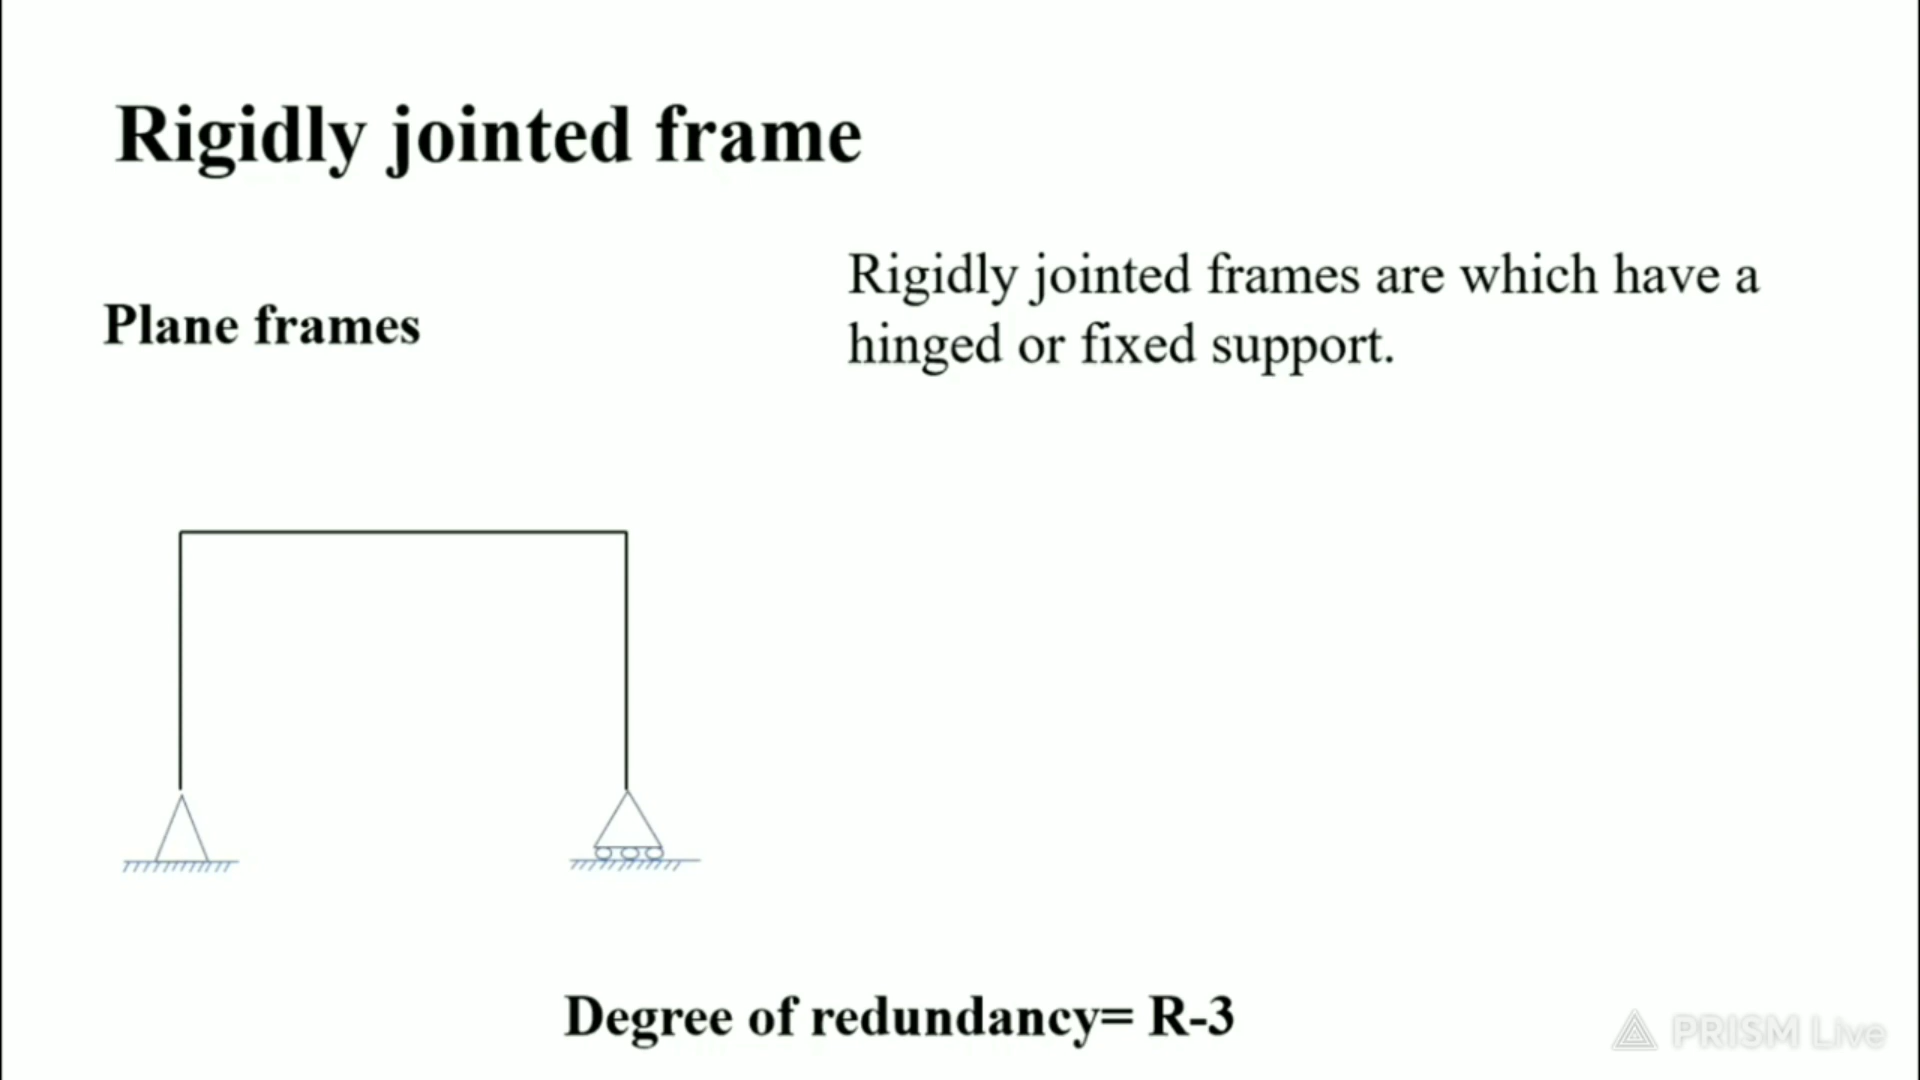 Rigidly jointed frame
Plane frames
Rigidly jointed frames are which have a
hinged or fixed support.
Degree of redundancy= R-3
PRISM Live